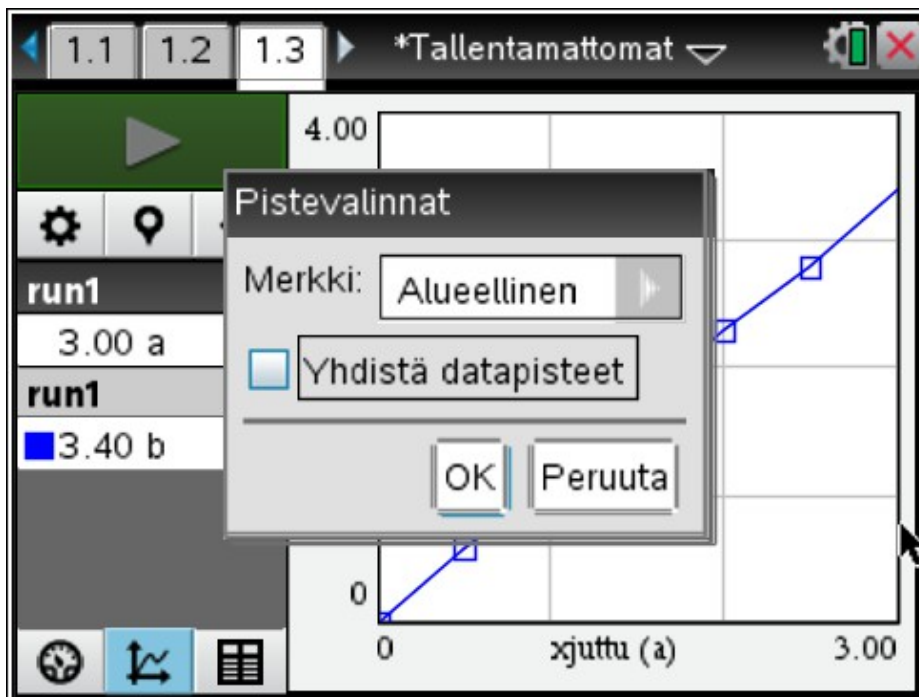 1.1 1.2 1.3 *Tallentamattomat
4.00
Pistevalinnat
Merkki: Alueellinen
run1
3.00 a
Yhdistä datapisteet
run1
3.40 b
OK Peruuta
0
0 xjuttu (a) 3.00